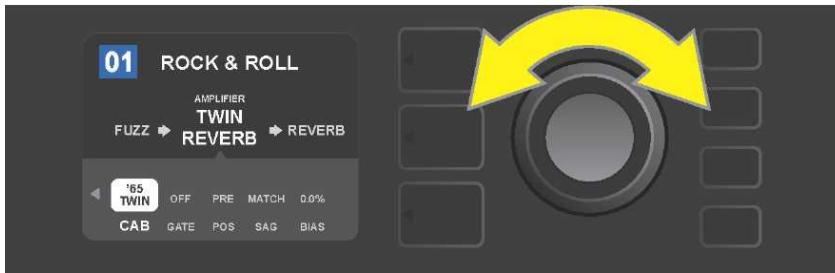 01 ROCK & ROLL
AMPLIFIER
TWIN
FUZZ REVERB REVERB
'65
TWIN OFF PRE MATCH 0.0%
CAB GATE POS SAG BIAS